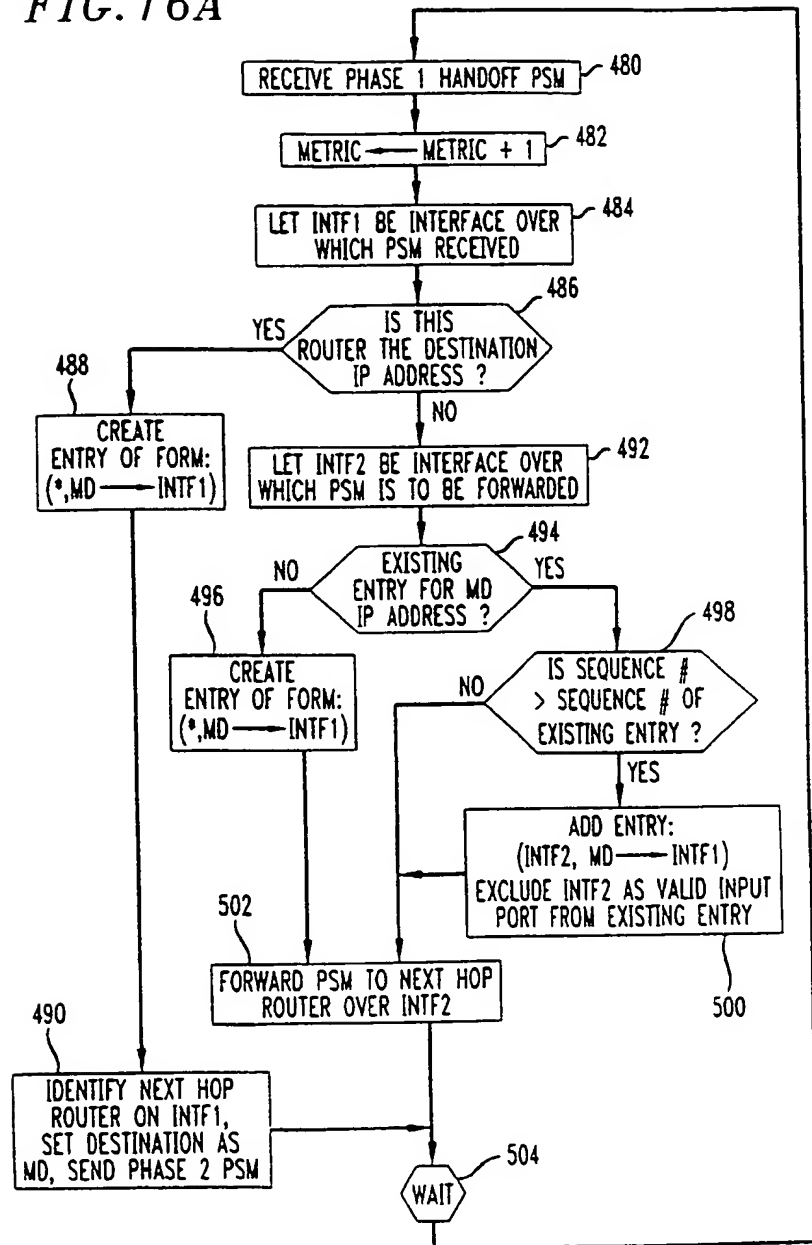 FIG. 16A
RECEIVE PHASE 1 HANDOFF PSM
480
METRIC ← METRIC + 1
482
LET INTF1 BE INTERFACE OVER
WHICH PSM RECEIVED
484
IS THIS
ROUTER THE DESTINATION
IP ADDRESS ?
486
YES
NO
488
CREATE
ENTRY OF FORM:
(*,MD → INTF1)
LET INTF2 BE INTERFACE OVER
WHICH PSM IS TO BE FORWARDED
492
EXISTING
ENTRY FOR MD
IP ADDRESS ?
494
NO
YES
496
CREATE
ENTRY OF FORM:
(*,MD → INTF1)
498
IS SEQUENCE #
> SEQUENCE # OF
EXISTING ENTRY ?
NO
YES
ADD ENTRY:
(INTF2, MD → INTF1)
EXCLUDE INTF2 AS VALID INPUT
PORT FROM EXISTING ENTRY
500
502
FORWARD PSM TO NEXT HOP
ROUTER OVER INTF2
490
IDENTIFY NEXT HOP
ROUTER ON INTF1,
SET DESTINATION AS
MD, SEND PHASE 2 PSM
504
WAIT